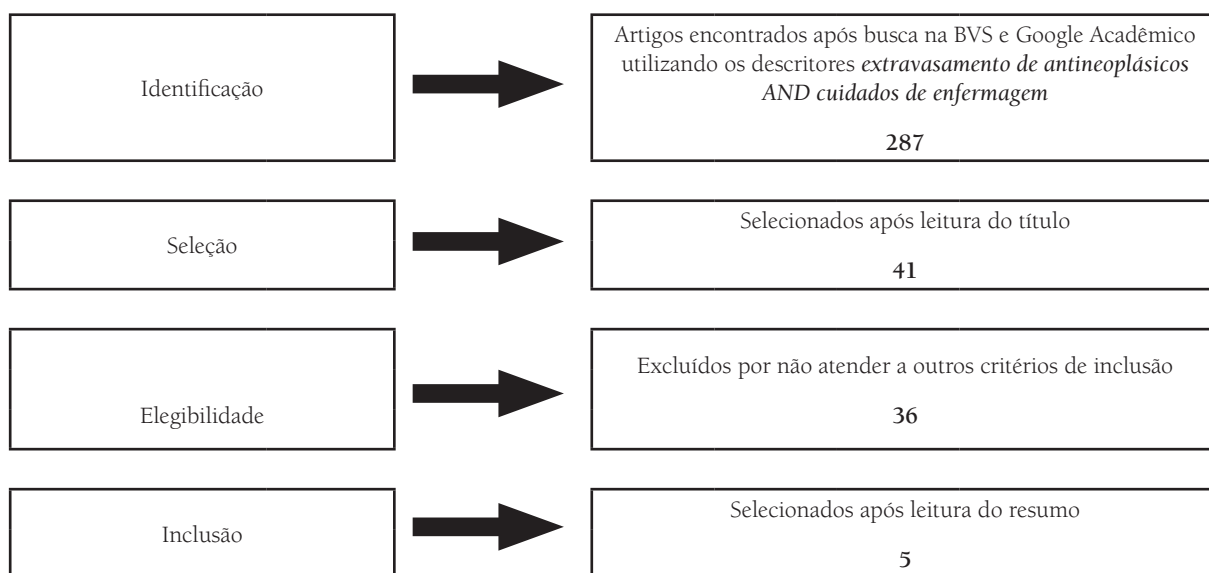 Identificação
Artigos encontrados após busca na BVS e Google Acadêmico
utilizando os descritores extravasamento de antineoplásicos
AND cuidados de enfermagem
287
Seleção
Selecionados após leitura do título
41
Elegibilidade
Excluídos por não atender a outros critérios de inclusão
36
Inclusão
Selecionados após leitura do resumo
5